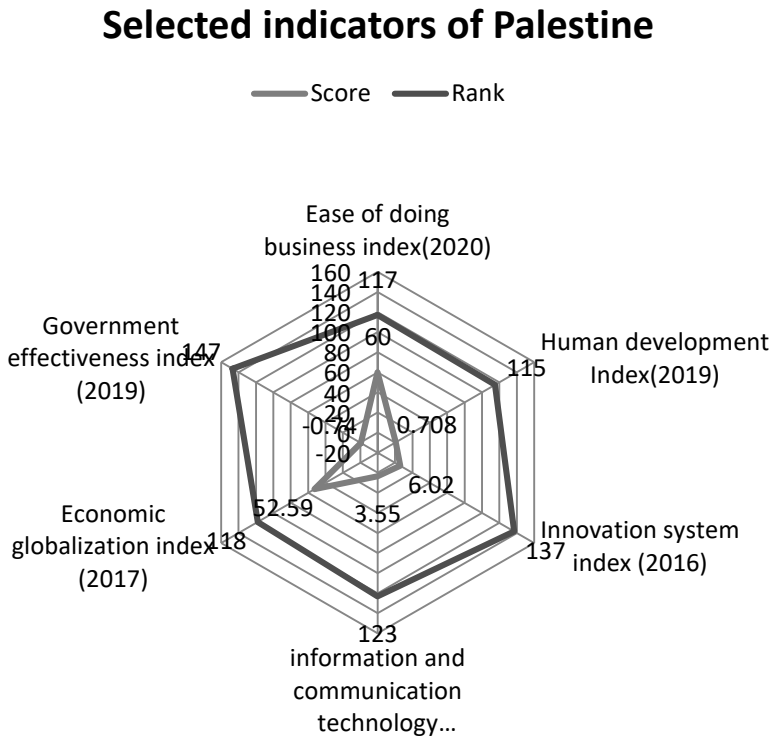 Selected indicators of Palestine
Score Rank
Ease of doing
business index(2020)
160
117
140
120
100
60
80
60
40
20
0
-20
Human development
Index(2019)
115
0.708
Innovation system
index (2016)
137
6.02
3.55
123
information and
communication
technology...
Economic
globalization index
(2017)
52.59
118
Government
effectiveness index
(2019)
147
-0.74